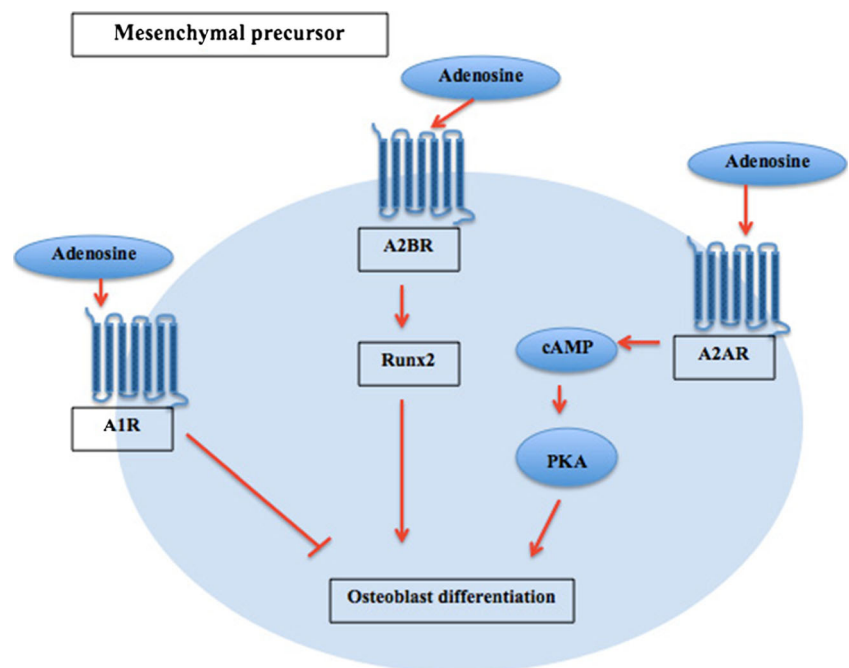 Mesenchymal precursor
Adenosine
Adenosine
Adenosine
A2BR
A2AR
cAMP
Runx2
A1R
PKA
Osteoblast differentiation